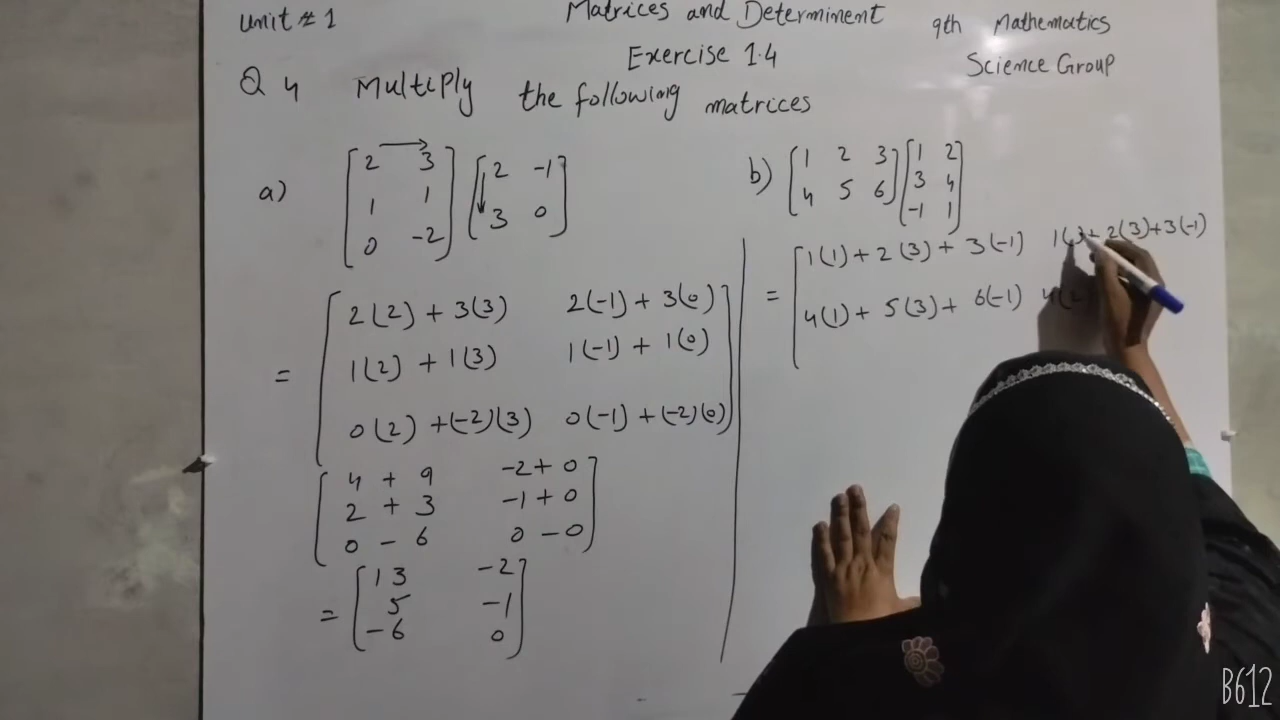 Unit # 1 Matrices and Determinent 9th Mathematics
Exercise 1.4 Science Group
Q 4 Multiply the following matrices
a) [2 3] [2 -1]
[1 1] [3 0]
[0 -2]
= [2(2) + 3(3) 2(-1) + 3(0)]
[1(2) + 1(3) 1(-1) + 1(0)]
[0(2) +(-2)(3) 0(-1) + (-2)(0)]
[4 + 9 -2+ 0]
[2 + 3 -1 + 0]
[0 - 6 0 - 0]
= [13 -2]
[5 -1]
[-6 0]
b) [1 2 3] [1 2]
[4 5 6] [3 4]
[-1 1]
= [1(1) + 2(3) + 3(-1) 1( )+ 2(3)+3(-1)
[4(1) + 5(3) + 6(-1) 4(2
B612